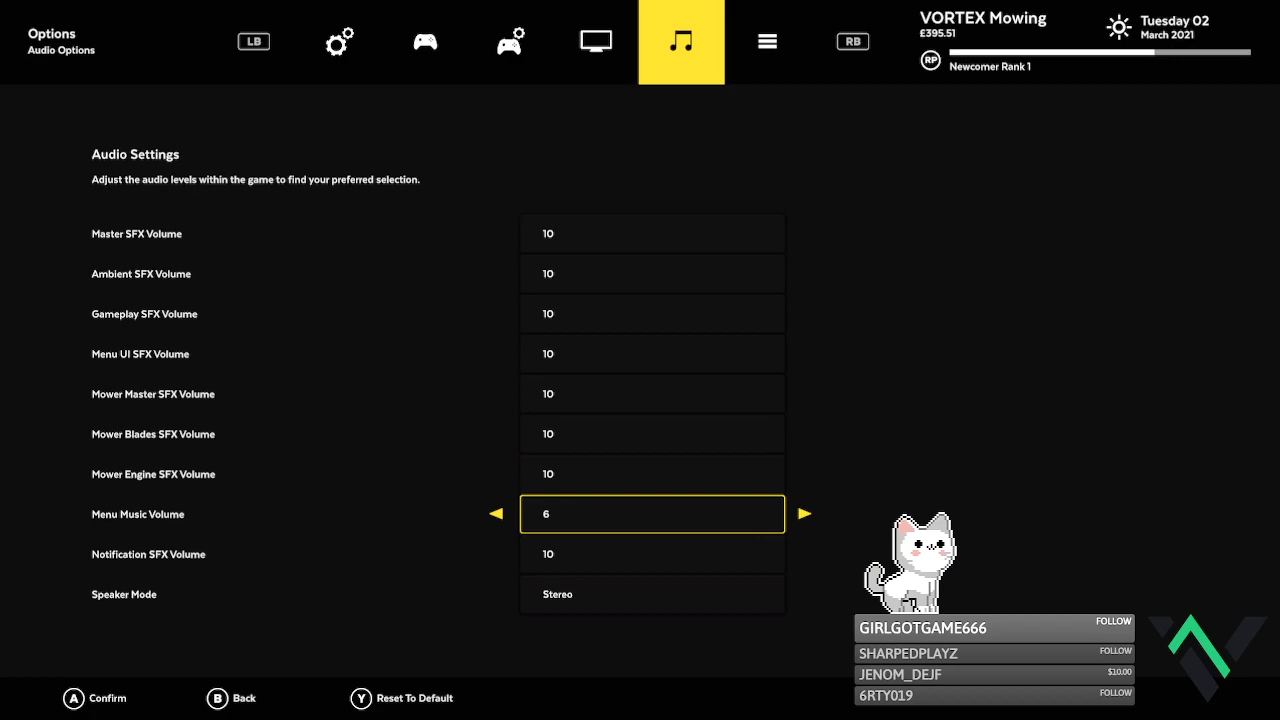 Options
Audio Options
LB
RB
VORTEX Mowing
£395.51
RP
Newcomer Rank 1
Tuesday 02
March 2021
Audio Settings
Adjust the audio levels within the game to find your preferred selection.
Master SFX Volume 10
Ambient SFX Volume 10
Gameplay SFX Volume 10
Menu UI SFX Volume 10
Mower Master SFX Volume 10
Mower Blades SFX Volume 10
Mower Engine SFX Volume 10
Menu Music Volume 6
Notification SFX Volume 10
Speaker Mode Stereo
GIRLGOTGAME666 FOLLOW
SHARPEDPLAYZ FOLLOW
JENOM_DEJF $10.00
6RTY019 FOLLOW
A Confirm B Back Y Reset To Default